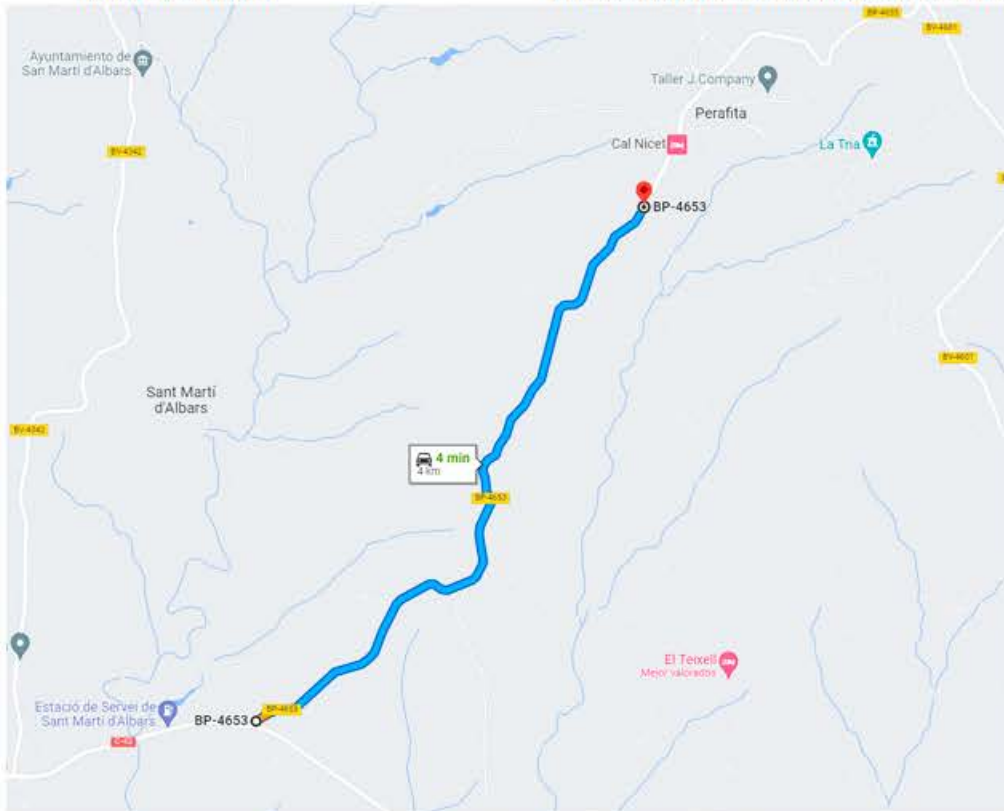 BV-4601
Ayuntamiento de
San Martí d'Albars
Taller J.Company
Perafita
BV-4342
Cal Nicet
La Tria
BP-4653
BV-4601
Sant Martí
d'Albars
BV-4342
4 min
4 km
BP-4653
El Teixell
Mejor valorados
Estació de Servei de
Sant Martí d'Albars
BP-4653
BP-4653
C-62